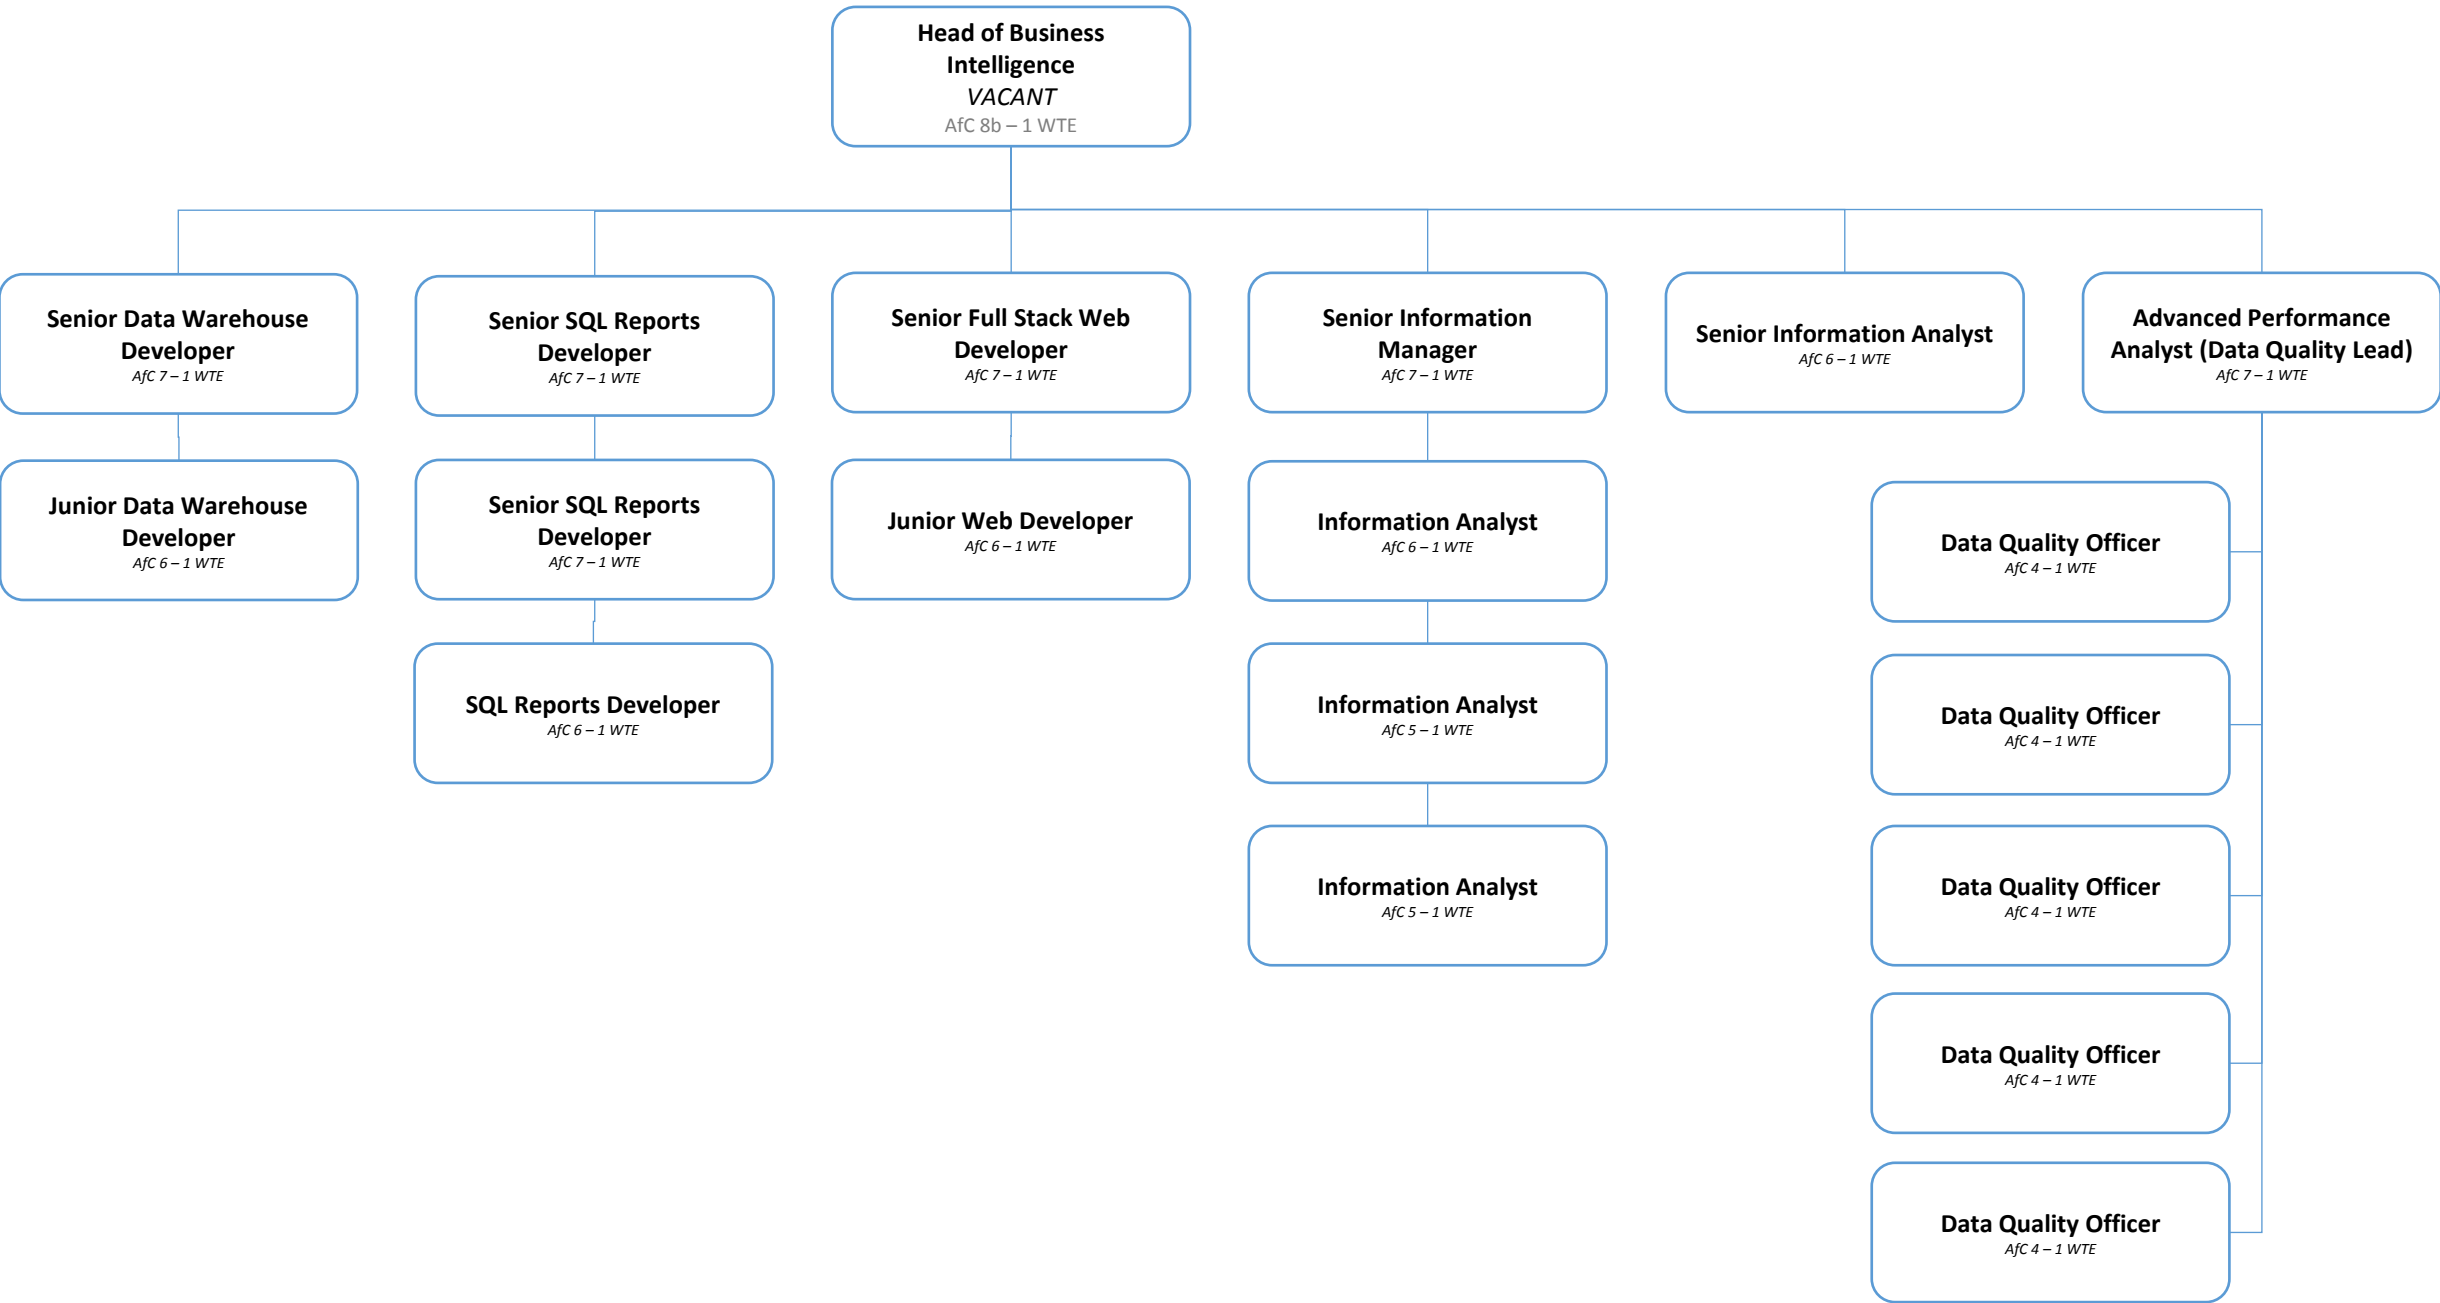 Head of Business
Intelligence
VACANT
AfC 8b – 1 WTE
Senior Data Warehouse
Developer
AfC 7 – 1 WTE
Senior SQL Reports
Developer
AfC 7 – 1 WTE
Senior Full Stack Web
Developer
AfC 7 – 1 WTE
Senior Information
Manager
AfC 7 – 1 WTE
Senior Information Analyst
AfC 6 – 1 WTE
Advanced Performance
Analyst (Data Quality Lead)
AfC 7 – 1 WTE
Junior Data Warehouse
Developer
AfC 6 – 1 WTE
Senior SQL Reports
Developer
AfC 7 – 1 WTE
Junior Web Developer
AfC 6 – 1 WTE
Information Analyst
AfC 6 – 1 WTE
Data Quality Officer
AfC 4 – 1 WTE
SQL Reports Developer
AfC 6 – 1 WTE
Information Analyst
AfC 5 – 1 WTE
Data Quality Officer
AfC 4 – 1 WTE
Information Analyst
AfC 5 – 1 WTE
Data Quality Officer
AfC 4 – 1 WTE
Data Quality Officer
AfC 4 – 1 WTE
Data Quality Officer
AfC 4 – 1 WTE